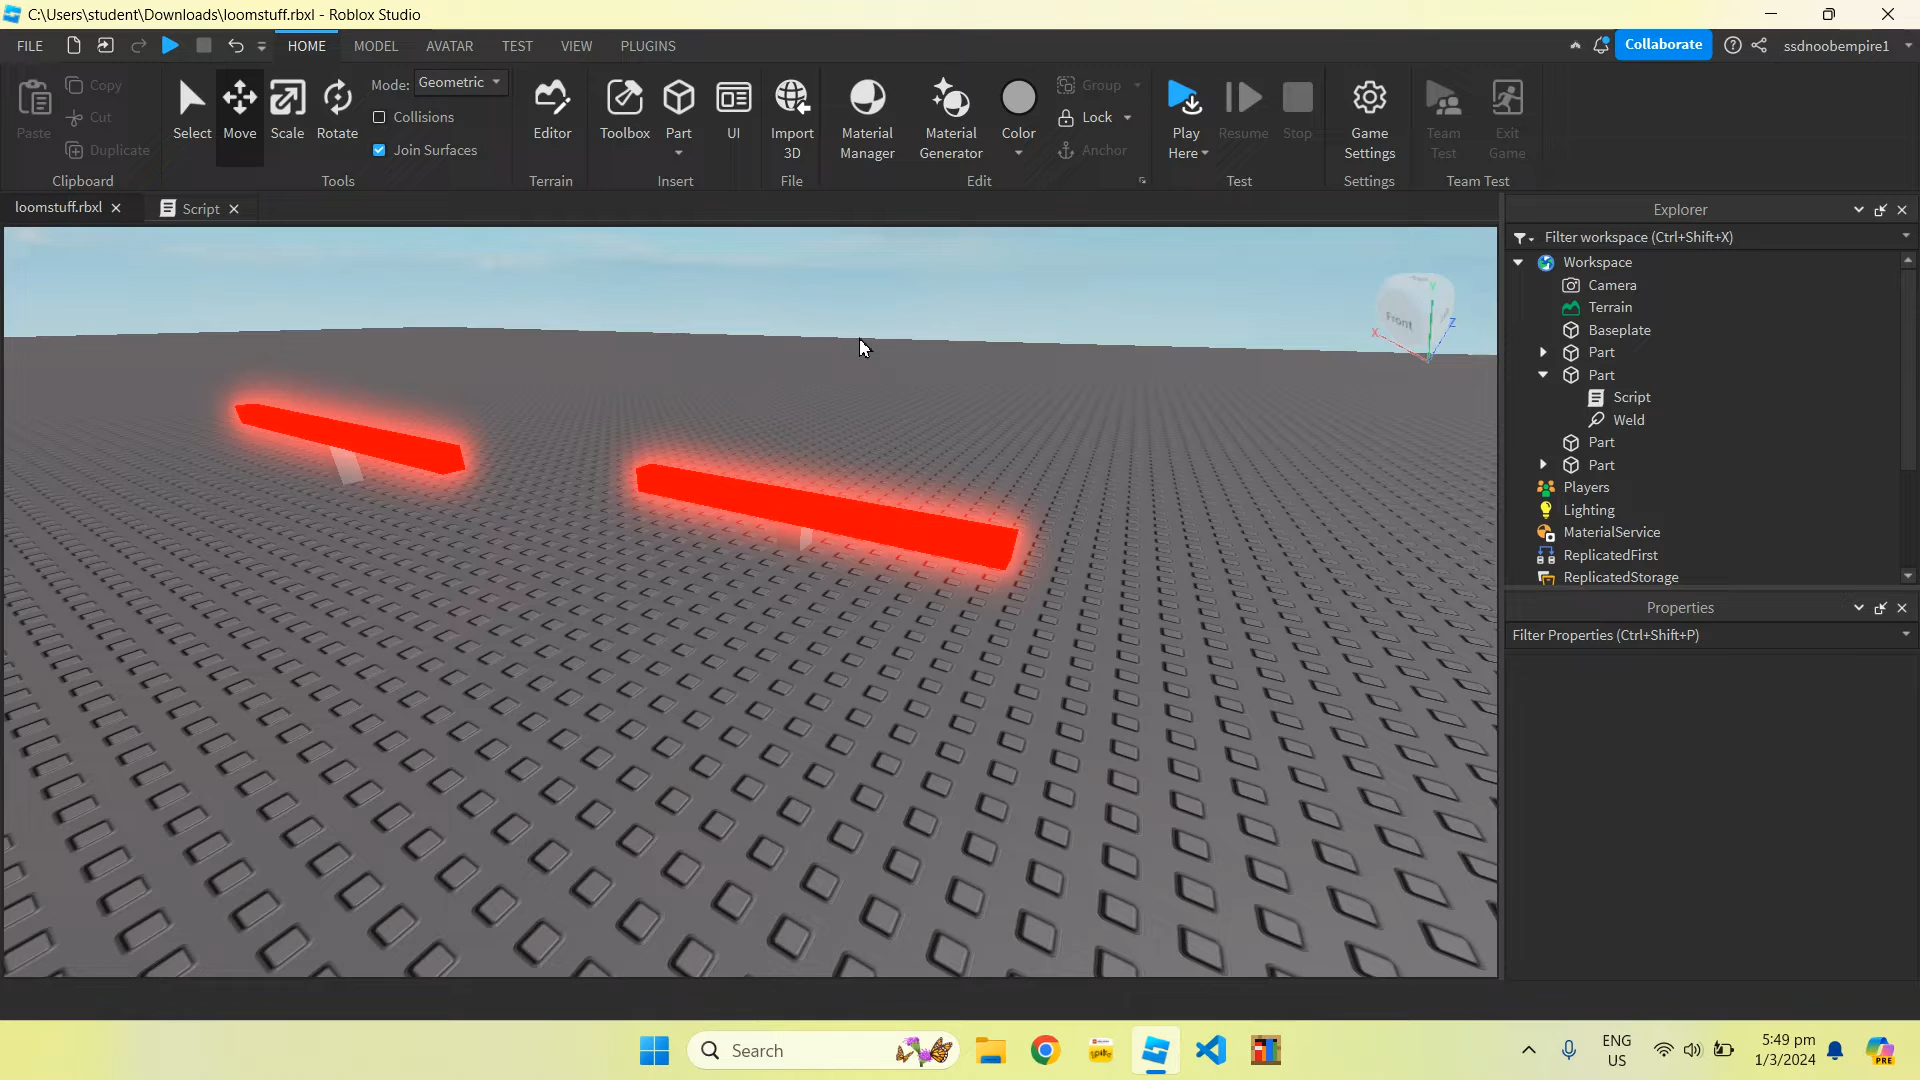 C:\Users\student\Downloads\loomstuff.rbxl - Roblox Studio
FILE
HOME
MODEL
AVATAR
TEST
VIEW
PLUGINS
Collaborate
ssdnoobempire1
Paste
Copy
Cut
Duplicate
Clipboard
Select
Move
Scale
Rotate
Mode: Geometric
Collisions
Join Surfaces
Tools
Editor
Terrain
Toolbox
Part
UI
Insert
Import
3D
File
Material
Manager
Material
Generator
Color
Group
Lock
Anchor
Edit
Play
Here
Resume
Stop
Test
Game
Settings
Settings
Team
Test
Exit
Game
Team Test
loomstuff.rbxl
Script
Front
X
Y
Z
Explorer
Filter workspace (Ctrl+Shift+X)
Workspace
Camera
Terrain
Baseplate
Part
Part
Script
Weld
Part
Part
Players
Lighting
MaterialService
ReplicatedFirst
ReplicatedStorage
Properties
Filter Properties (Ctrl+Shift+P)
Search
ENG
US
5:49 pm
1/3/2024
PRE